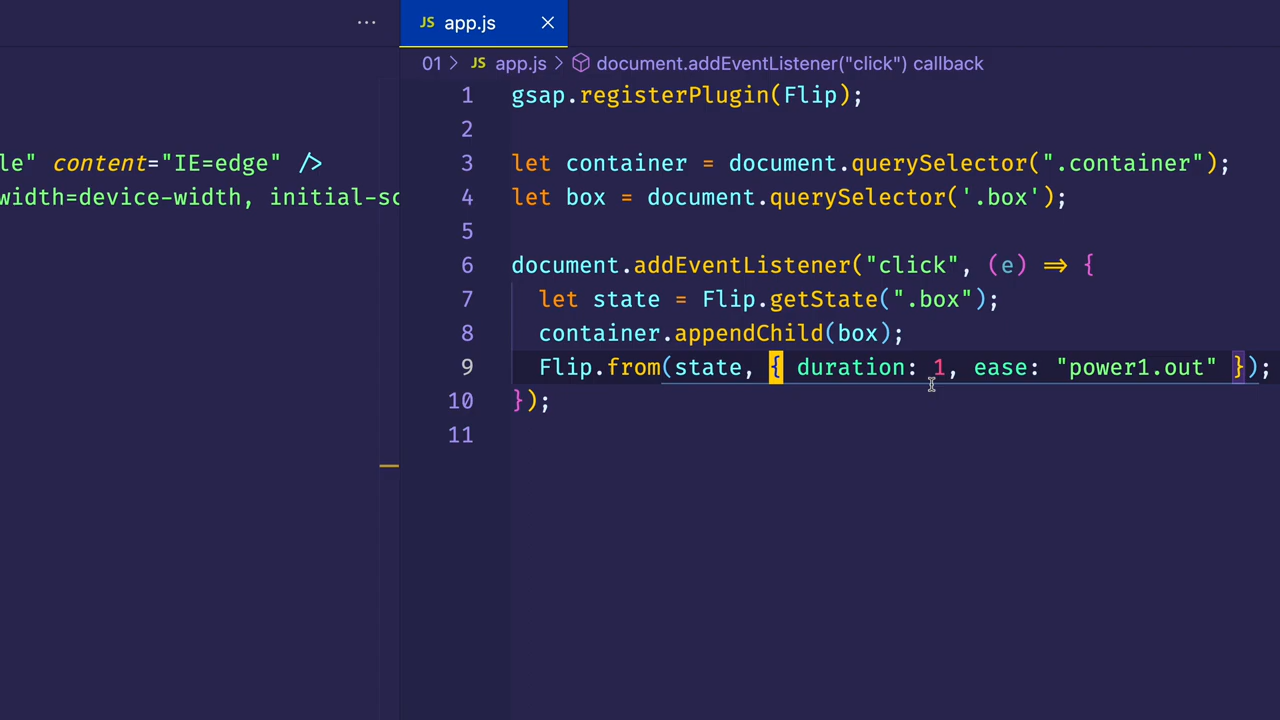 ...
JS app.js ×
01 > JS app.js > document.addEventListener("click") callback
le" content="IE=edge" />
width=device-width, initial-sc
1 gsap.registerPlugin(Flip);
2
3 let container = document.querySelector(".container");
4 let box = document.querySelector('.box');
5
6 document.addEventListener("click", (e) => {
7 let state = Flip.getState(".box");
8 container.appendChild(box);
9 Flip.from(state, { duration: 1, ease: "power1.out" });
10 });
11